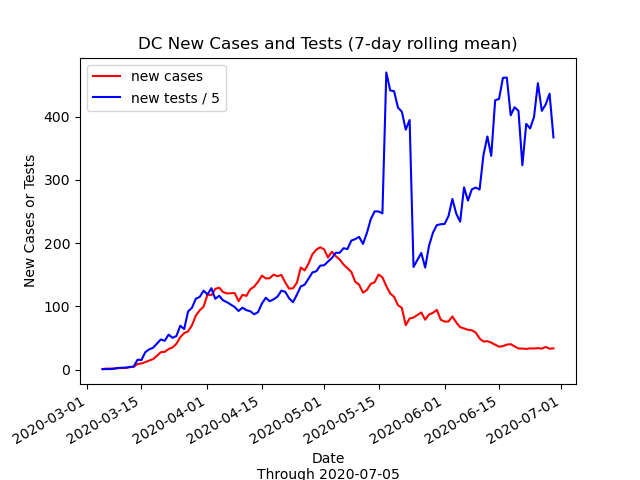 DC New Cases and Tests (7-day rolling mean)
new cases
new tests / 5
New Cases or Tests
400
300
200
100
0
2020-03-01
2020-03-15
2020-04-01
2020-04-15
2020-05-01
2020-05-15
2020-06-01
2020-06-15
2020-07-01
Date
Through 2020-07-05